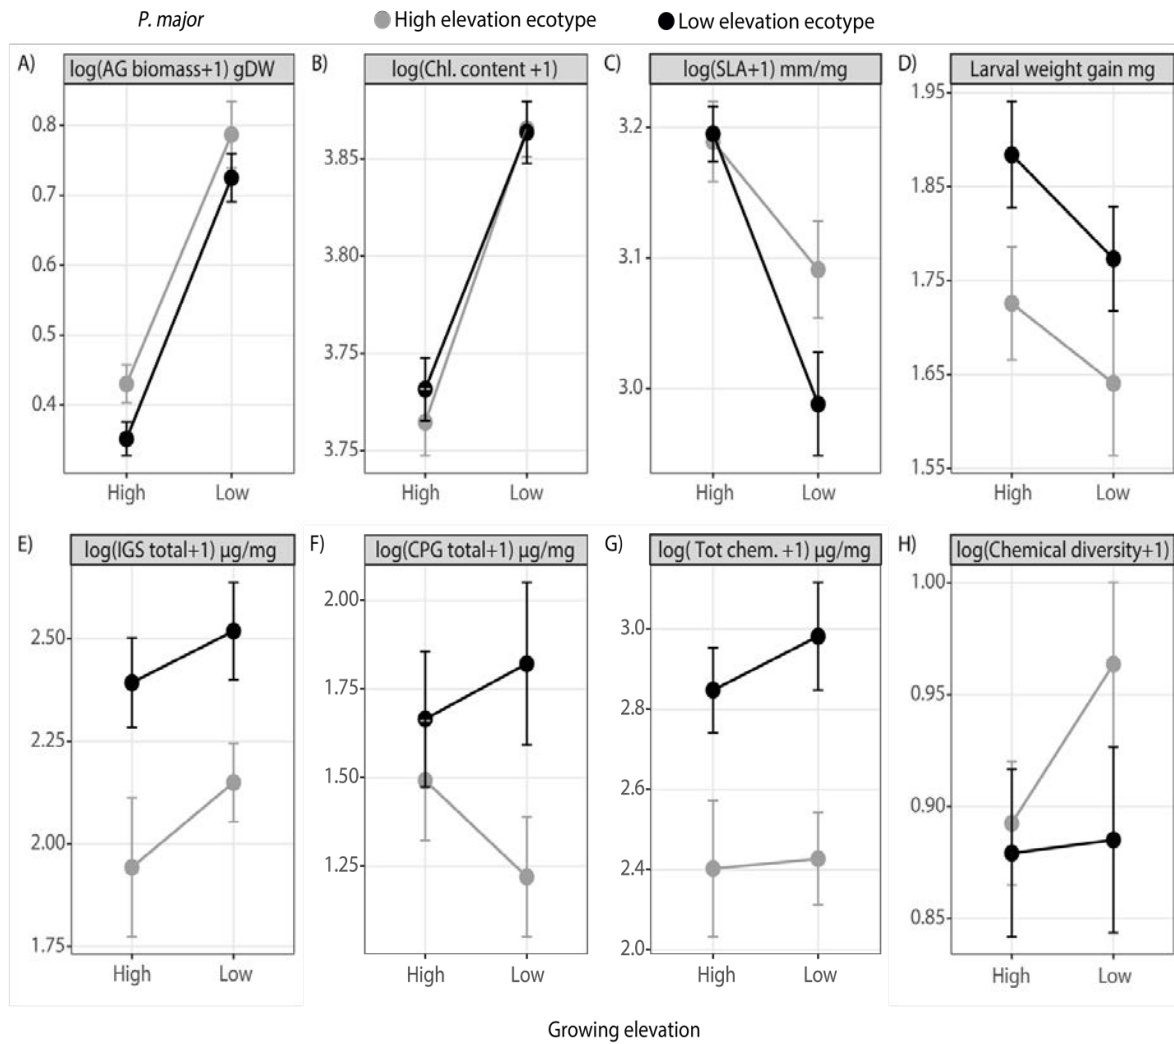 P. major
High elevation ecotype
Low elevation ecotype
A)
log(AG biomass+1) gDW
0.8
0.7
0.6
0.5
0.4
High
Low
B)
log(Chl. content +1)
3.85
3.80
3.75
3.75
High
Low
C)
log(SLA+1) mm/mg
3.2
3.1
3.0
High
Low
D)
Larval weight gain mg
1.95
1.85
1.75
1.65
1.55
High
Low
E)
log(IGS total+1) µg/mg
2.50
2.25
2.00
1.75
High
Low
F)
log(CPG total+1) µg/mg
2.00
1.75
1.50
1.25
High
Low
G)
log( Tot chem. +1) µg/mg
3.0
2.8
2.6
2.4
2.0
High
Low
H)
log(Chemical diversity+1)
1.00
0.95
0.90
0.85
High
Low
Growing elevation